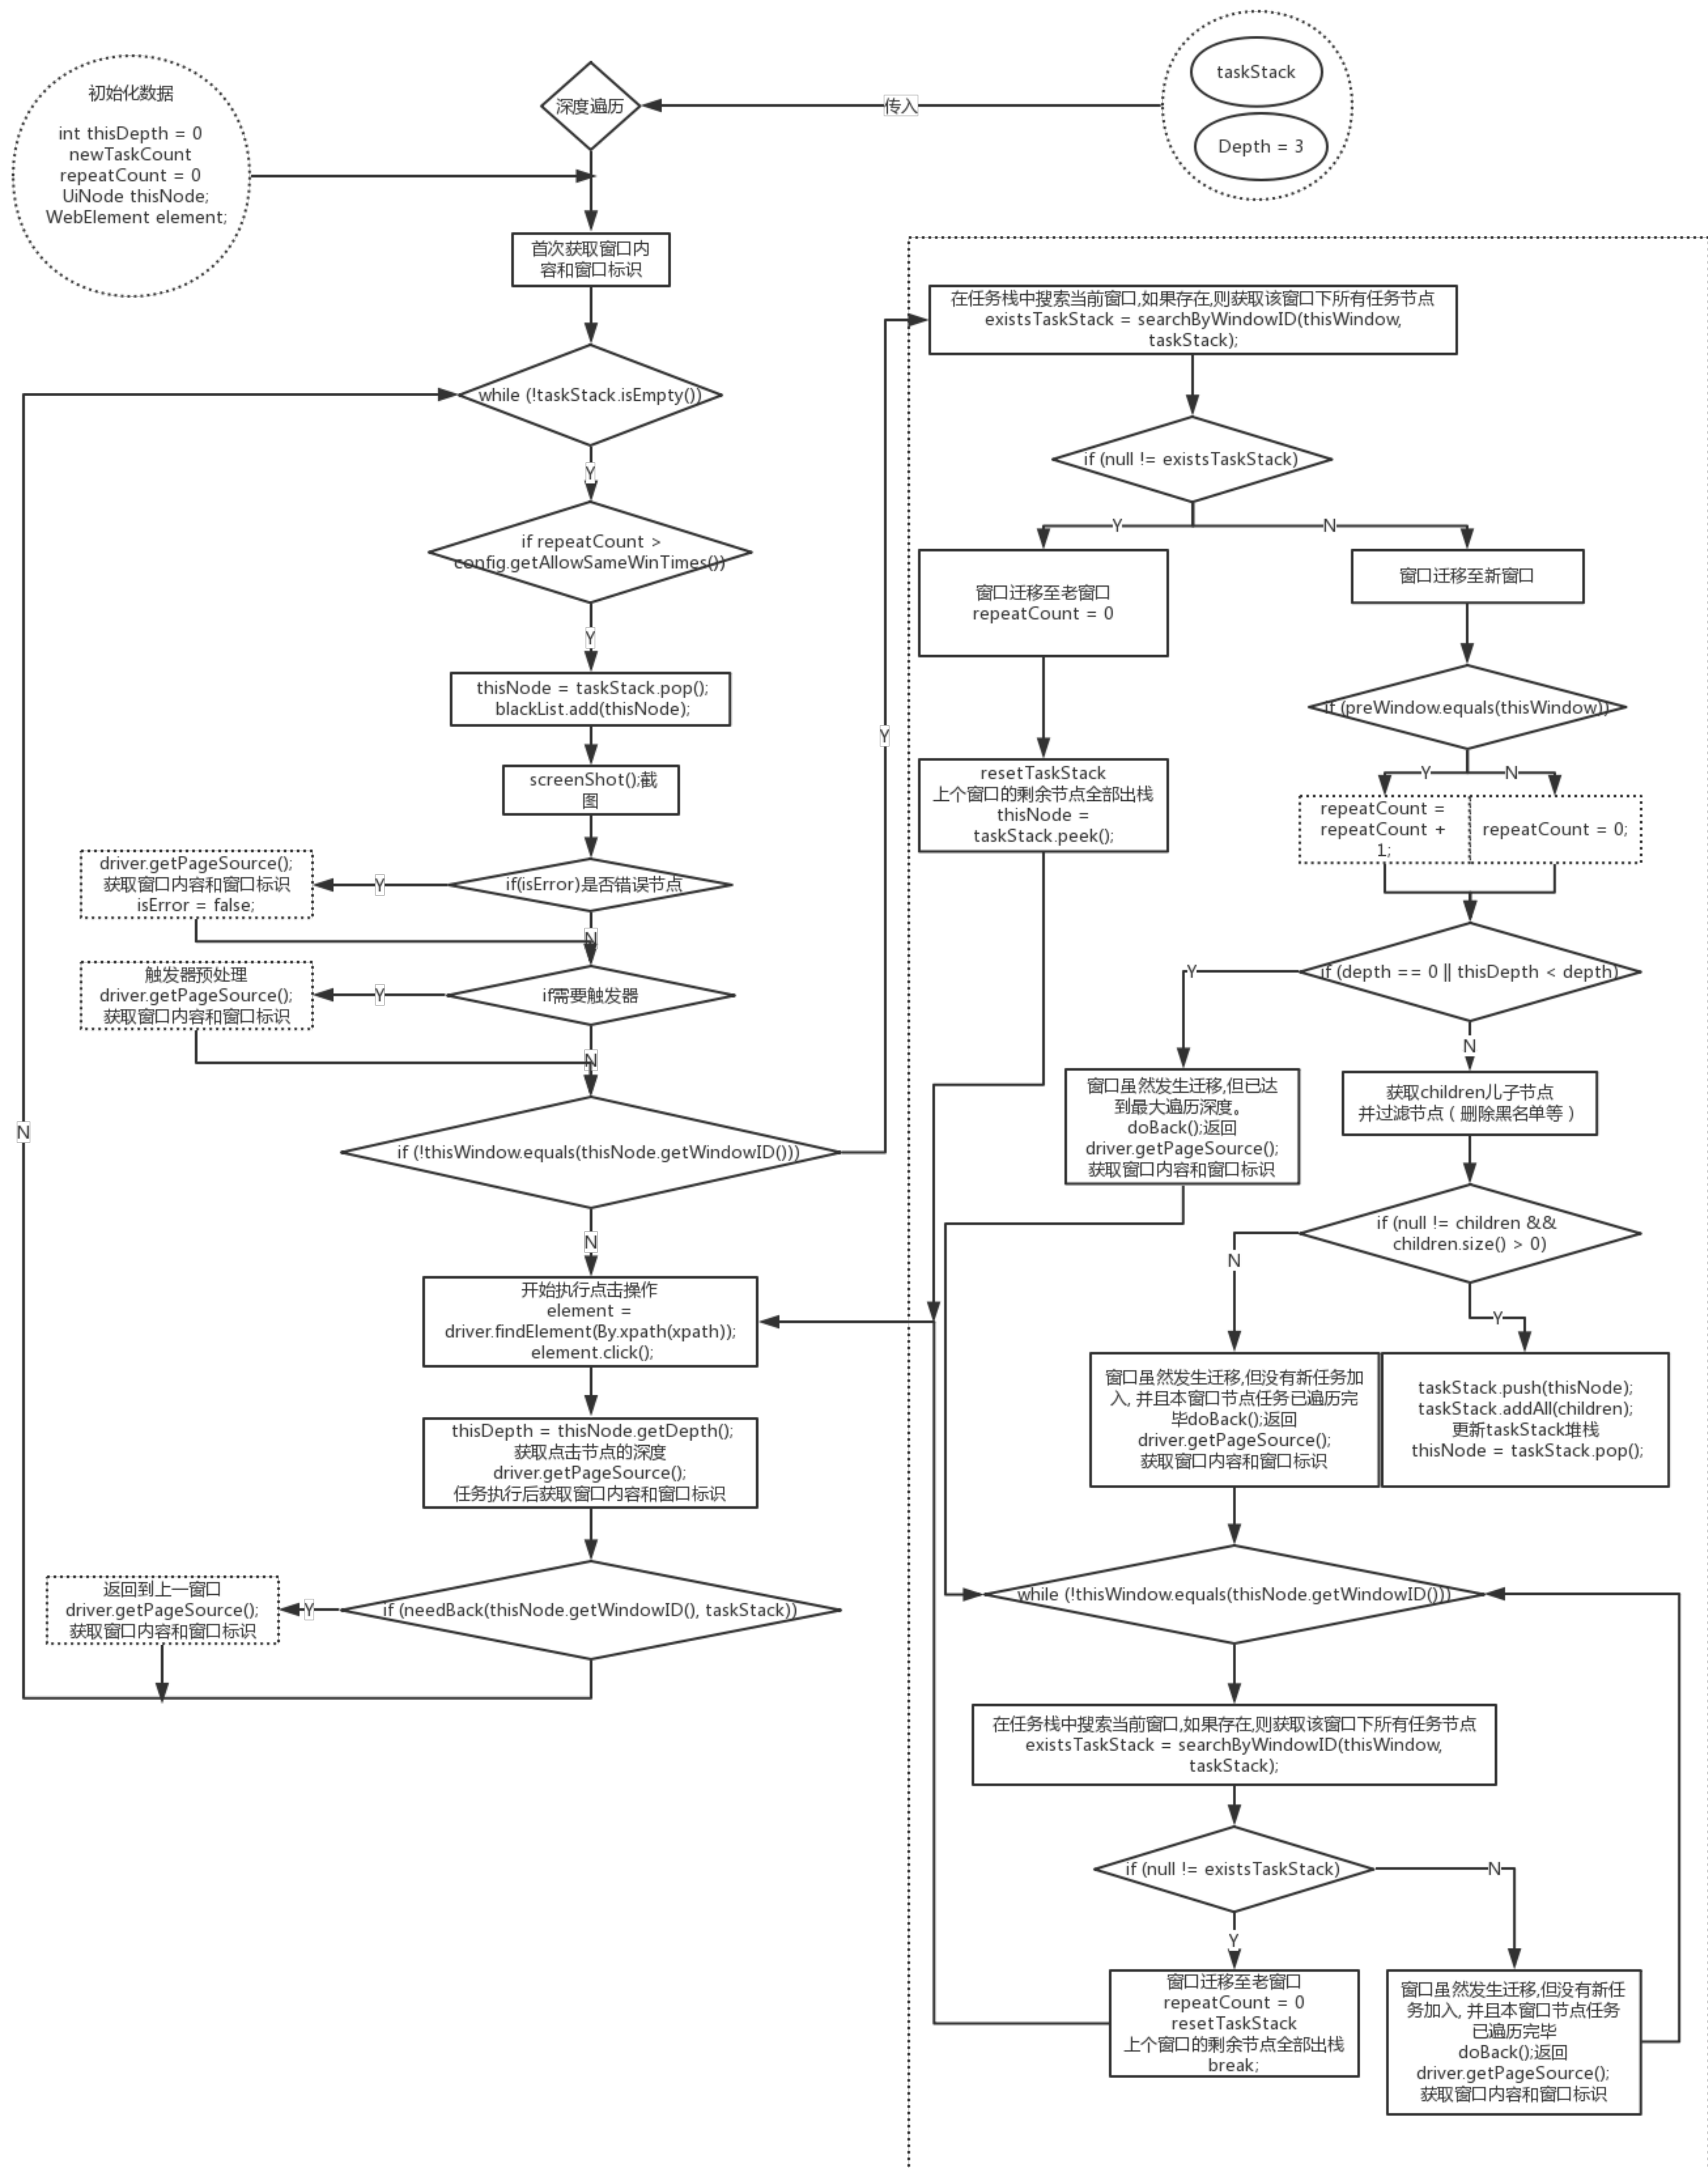 初始化数据
int thisDepth = 0
newTaskCount
repeatCount = 0
UiNode thisNode;
WebElement element;
深度遍历
传入
taskStack
Depth = 3
首次获取窗口内
容和窗口标识
while (!taskStack.isEmpty())
Y
if repeatCount >
config.getAllowSameWinTimes())
Y
thisNode = taskStack.pop();
blackList.add(thisNode);
screenShot();截
图
if(isError)是否错误节点
Y
driver.getPageSource();
获取窗口内容和窗口标识
isError = false;
N
if需要触发器
Y
触发器预处理
driver.getPageSource();
获取窗口内容和窗口标识
N
if (!thisWindow.equals(thisNode.getWindowID()))
Y
N
开始执行点击操作
element =
driver.findElement(By.xpath(xpath));
element.click();
thisDepth = thisNode.getDepth();
获取点击节点的深度
driver.getPageSource();
任务执行后获取窗口内容和窗口标识
if (needBack(thisNode.getWindowID(), taskStack))
Y
返回到上一窗口
driver.getPageSource();
获取窗口内容和窗口标识
N
在任务栈中搜索当前窗口,如果存在,则获取该窗口下所有任务节点
existsTaskStack = searchByWindowID(thisWindow,
taskStack);
if (null != existsTaskStack)
Y
N
窗口迁移至老窗口
repeatCount = 0
窗口迁移至新窗口
resetTaskStack
上个窗口的剩余节点全部出栈
thisNode =
taskStack.peek();
if (preWindow.equals(thisWindow))
Y
N
repeatCount =
repeatCount +
1;
repeatCount = 0;
if (depth == 0 || thisDepth < depth)
Y
N
窗口虽然发生迁移,但已达
到最大遍历深度。
doBack();返回
driver.getPageSource();
获取窗口内容和窗口标识
获取children儿子节点
并过滤节点（删除黑名单等）
if (null != children &&
children.size() > 0)
N
Y
窗口虽然发生迁移,但没有新任务加
入, 并且本窗口节点任务已遍历完
毕doBack();返回
driver.getPageSource();
获取窗口内容和窗口标识
taskStack.push(thisNode);
taskStack.addAll(children);
更新taskStack堆栈
thisNode = taskStack.pop();
while (!thisWindow.equals(thisNode.getWindowID()))
在任务栈中搜索当前窗口,如果存在,则获取该窗口下所有任务节点
existsTaskStack = searchByWindowID(thisWindow,
taskStack);
if (null != existsTaskStack)
N
Y
窗口迁移至老窗口
repeatCount = 0
resetTaskStack
上个窗口的剩余节点全部出栈
break;
窗口虽然发生迁移,但没有新任
务加入, 并且本窗口节点任务
已遍历完毕
doBack();返回
driver.getPageSource();
获取窗口内容和窗口标识